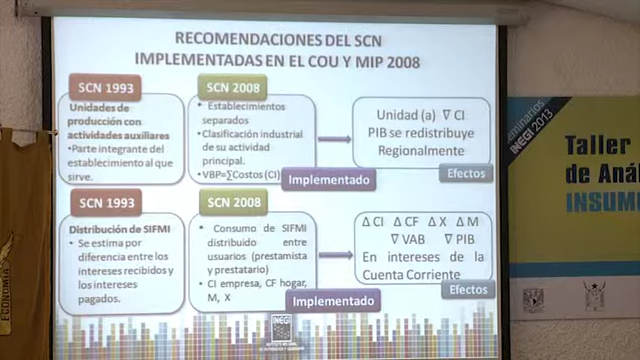 RECOMENDACIONES DEL SCN
IMPLEMENTADAS EN EL COU Y MIP 2008
SCN 1993
Unidades de
producción con
actividades auxiliares
• Parte integrante del
establecimiento al que
sirve.
SCN 2008
• Establecimientos
separados
• Clasificación industrial
de su actividad
principal.
• VBP=∑Costos (CI)
Implementado
Unidad (a) ∇ CI
PIB se redistribuye
Regionalmente
Efectos
SCN 1993
Distribución de SIFMI
• Se estima por
diferencia entre los
intereses recibidos y
los intereses
pagados.
SCN 2008
• Consumo de SIFMI
distribuido entre
usuarios (prestamista
y prestatario)
• CI empresa, CF hogar,
M, X
Implementado
Δ CI Δ CF Δ X Δ M
∇ VAB ∇ PIB
En intereses de la
Cuenta Corriente
Efectos
INEGI
eminarios
INEGI 2013
Taller
de Anál
INSUM
ECONOMÍA